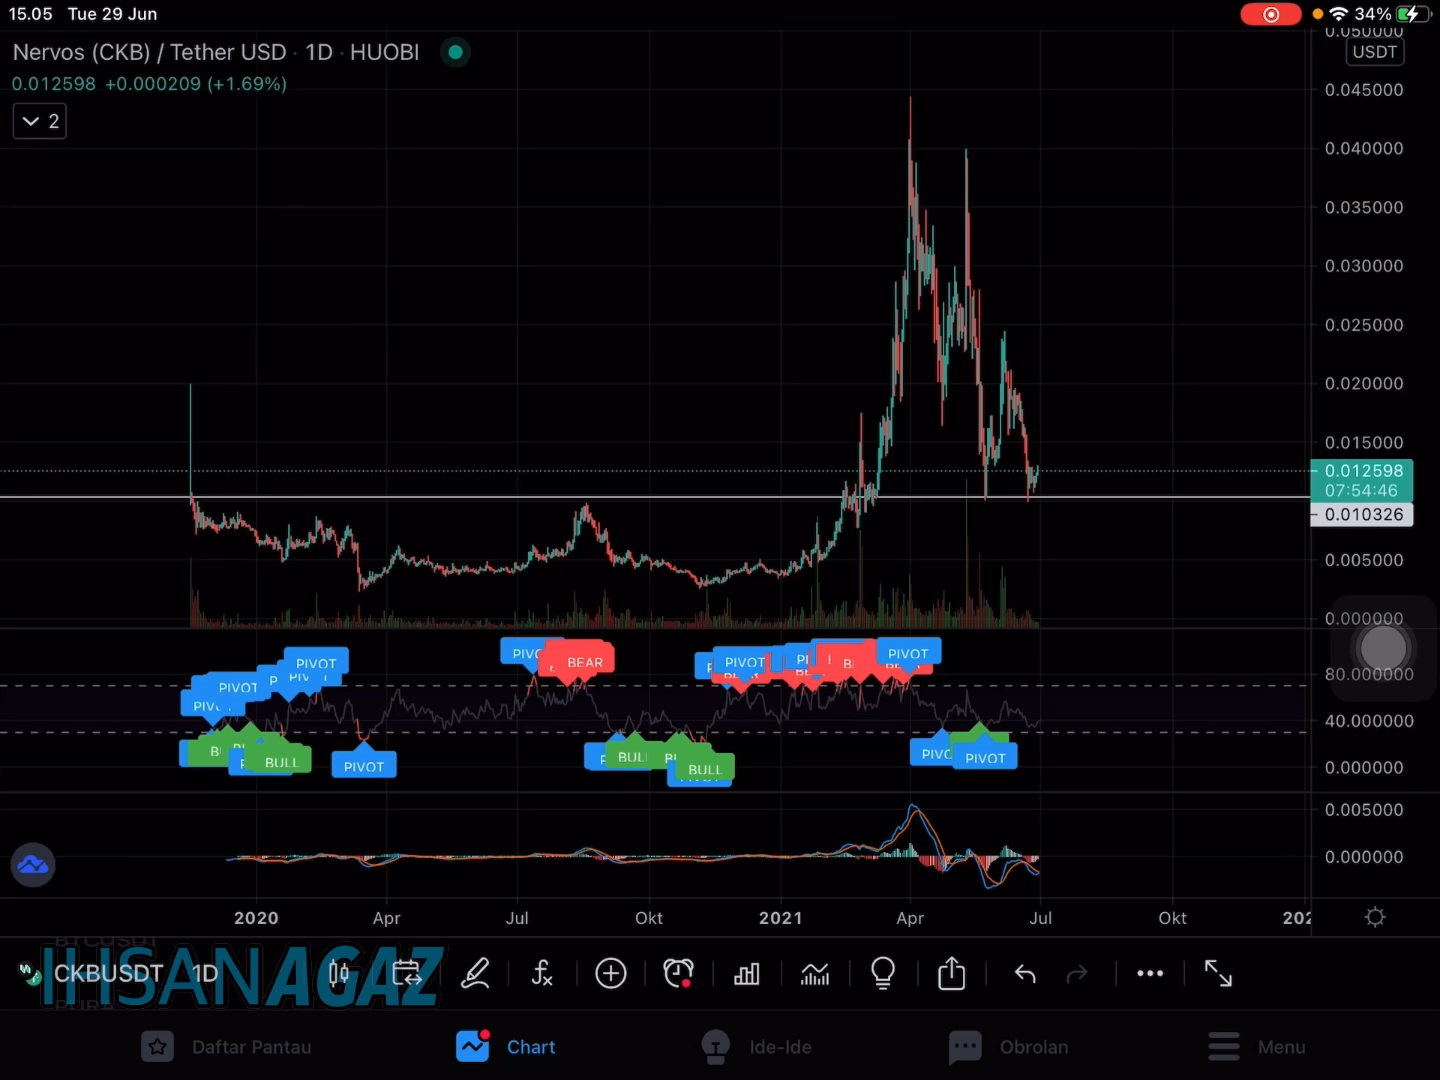 15.05 Tue 29 Jun
34%
Nervos (CKB) / Tether USD · 1D · HUOBI
0.012598 +0.000209 (+1.69%)
2
0.050000
USDT
0.045000
0.040000
0.035000
0.030000
0.025000
0.020000
0.015000
0.012598
07:54:46
0.010326
0.005000
0.000000
PIVOT
PIVOT
BEAR
PIVOT
PIVOT
80.000000
40.000000
0.000000
BULL
PIVOT
BULL
BULL
PIVOT
0.005000
0.000000
2020 Apr Jul Okt 2021 Apr Jul Okt
BTCUSDT
CKBUSDT 1D
IHSANAGAZ
Daftar Pantau Chart Ide-Ide Obrolan Menu